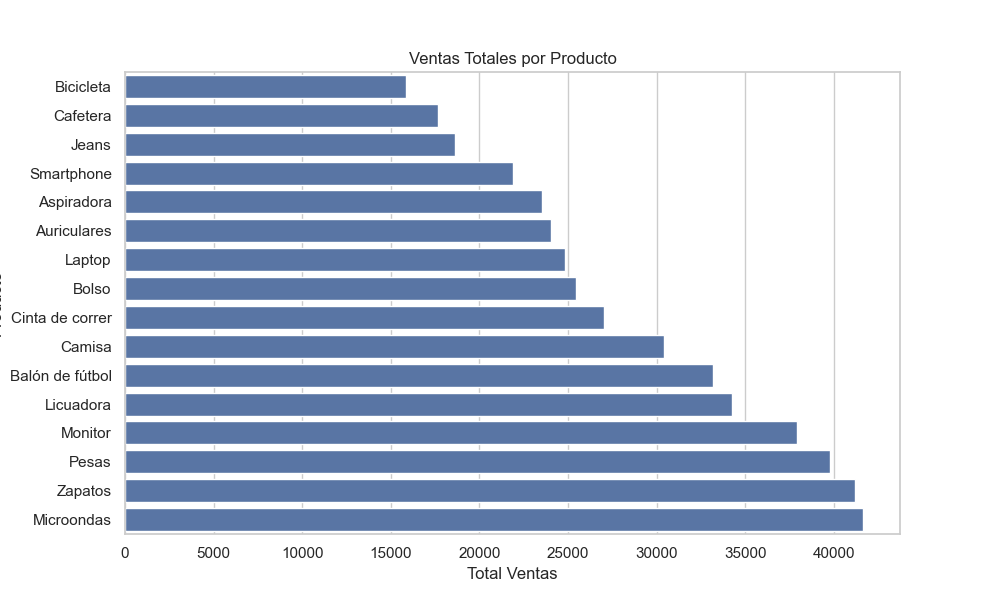 Ventas Totales por Producto
Bicicleta
Cafetera
Jeans
Smartphone
Aspiradora
Auriculares
Laptop
Bolso
Cinta de correr
Camisa
Balón de fútbol
Licuadora
Monitor
Pesas
Zapatos
Microondas
0 5000 10000 15000 20000 25000 30000 35000 40000
Total Ventas